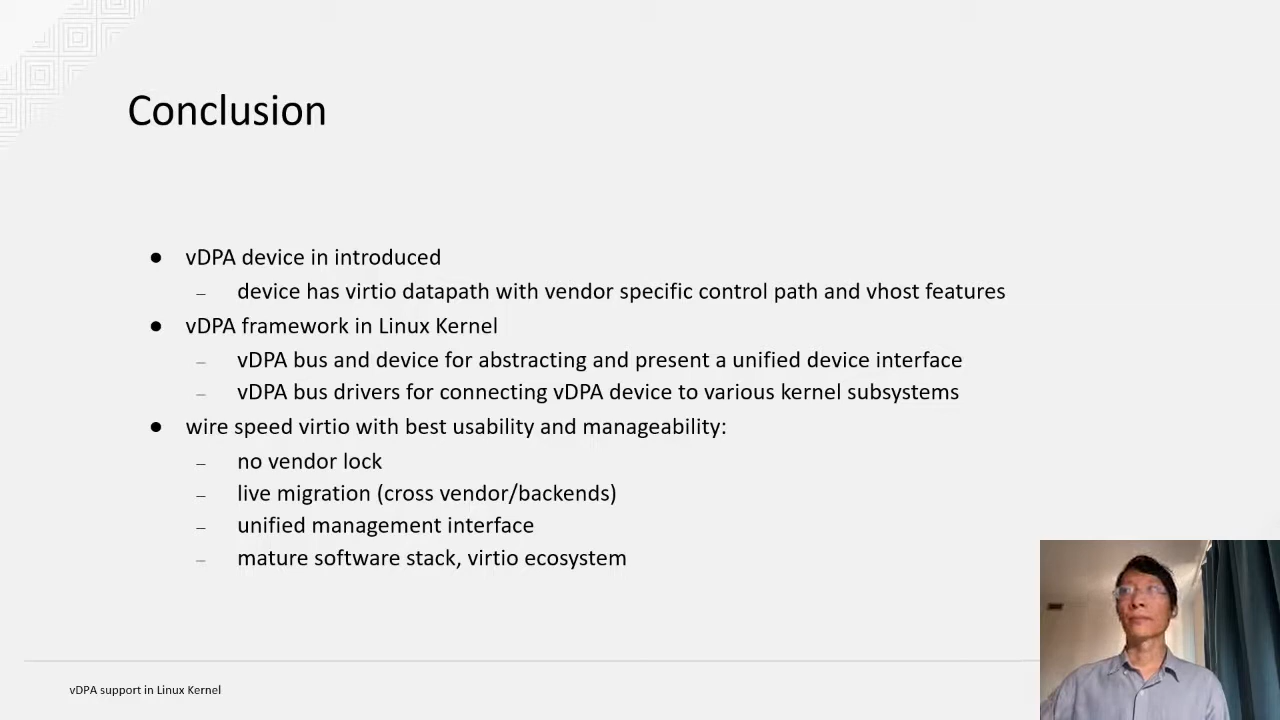 Conclusion
● vDPA device in introduced
– device has virtio datapath with vendor specific control path and vhost features
● vDPA framework in Linux Kernel
– vDPA bus and device for abstracting and present a unified device interface
– vDPA bus drivers for connecting vDPA device to various kernel subsystems
● wire speed virtio with best usability and manageability:
– no vendor lock
– live migration (cross vendor/backends)
– unified management interface
– mature software stack, virtio ecosystem
vDPA support in Linux Kernel